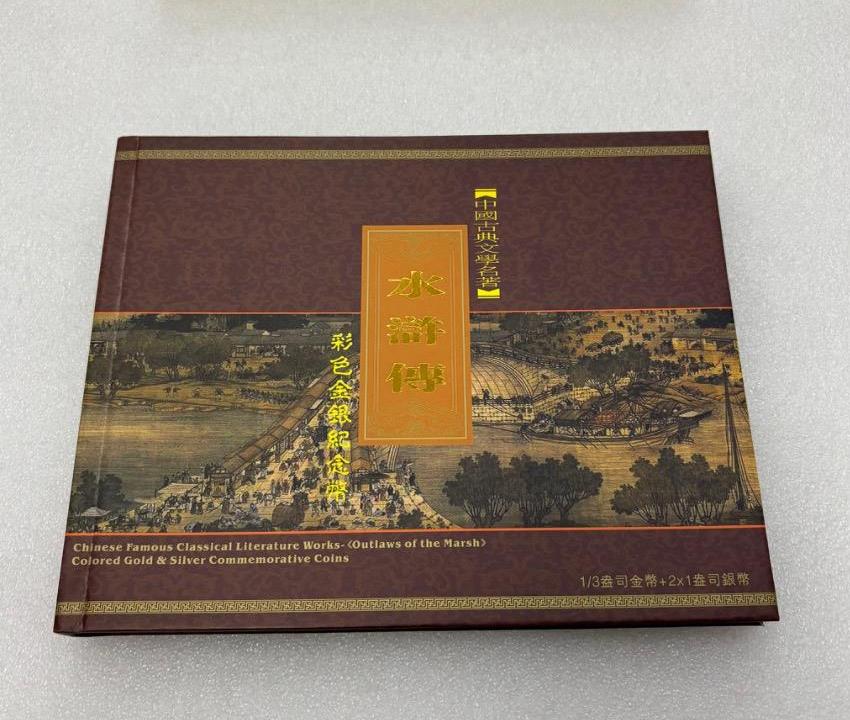 【中國古典文學名著】
水滸傳
彩色金銀紀念幣
Chinese Famous Classical Literature Works-《Outlaws of the Marsh》
Colored Gold & Silver Commemorative Coins
1/3盎司金幣+2x1盎司銀幣